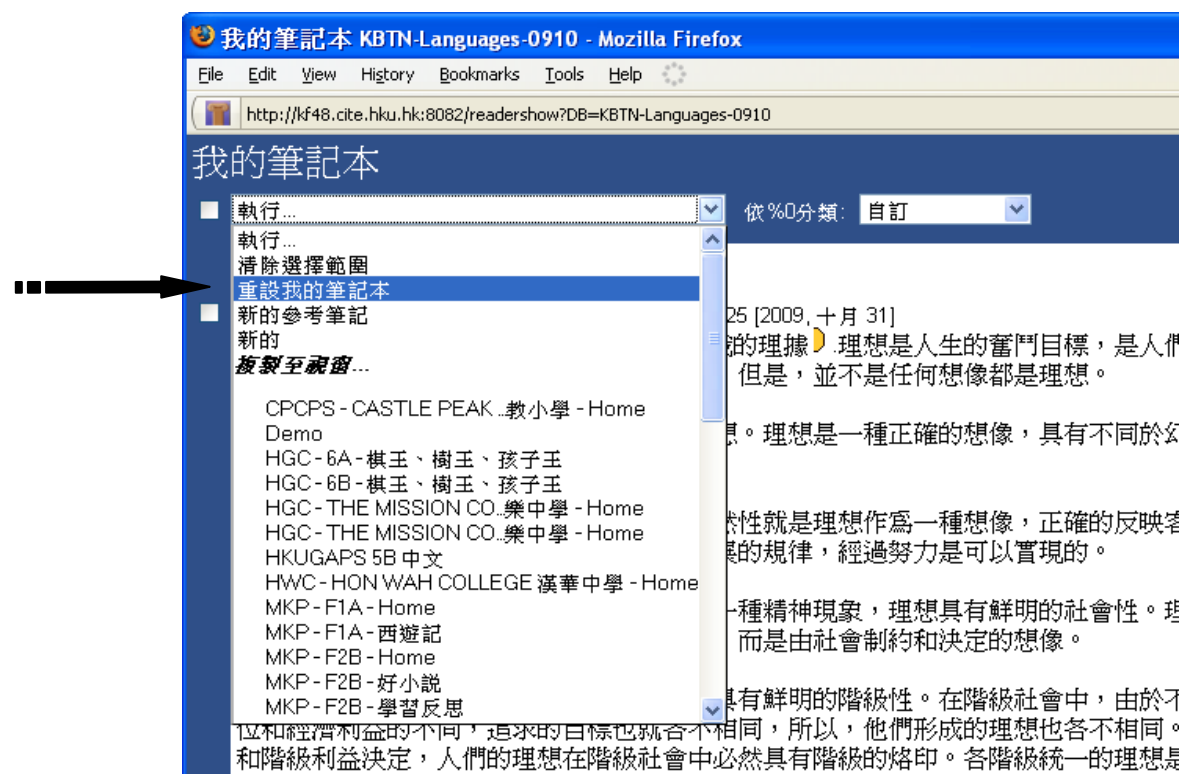 我的筆記本 KBTN-Languages-0910 - Mozilla Firefox
File Edit View History Bookmarks Tools Help
http://kf48.cite.hku.hk:8082/readershow?DB=KBTN-Languages-0910
我的筆記本
執行... 依%0分類: 自訂
執行...
清除選擇範圍
重設我的筆記本
新的參考筆記
25 [2009, 十月 31]
新的
的理據 .理想是人生的奮鬥目標，是人們
複製至視窗...
但是，並不是任何想像都是理想。
CPCPS - CASTLE PEAK ..教小學 - Home
Demo
想。理想是一種正確的想像，具有不同於幻
HGC - 6A - 棋王、樹王、孩子王
HGC - 6B - 棋王、樹王、孩子王
HGC - THE MISSION CO..樂中學 - Home
然性就是理想作為一種想像，正確的反映客
HGC - THE MISSION CO..樂中學 - Home
HKUGAPS 5B 中文
展的規律，經過努力是可以實現的。
HWC - HON WAH COLLEGE 漢華中學 - Home
MKP - F1A - Home
一種精神現象，理想具有鮮明的社會性。理
MKP - F1A - 西遊記
而是由社會制約和決定的想像。
MKP - F2B - Home
MKP - F2B - 好小說
具有鮮明的階級性。在階級社會中，由於不
MKP - F2B - 學習反思
位和經濟利益的不同，追求的目標也就各不相同，所以，他們形成的理想也各不相同。
和階級利益決定，人們的理想在階級社會中必然具有階級的烙印。各階級統一的理想是